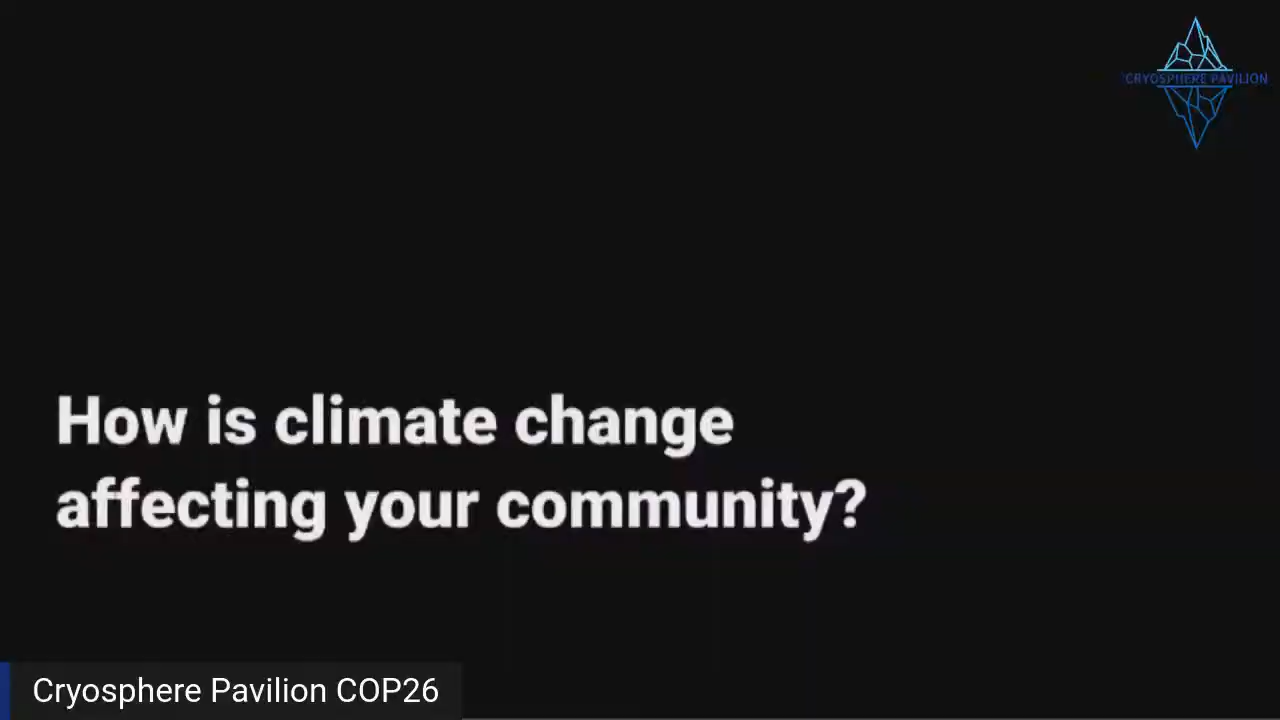 CRYOSPHERE PAVILION
How is climate change
affecting your community?
Cryosphere Pavilion COP26